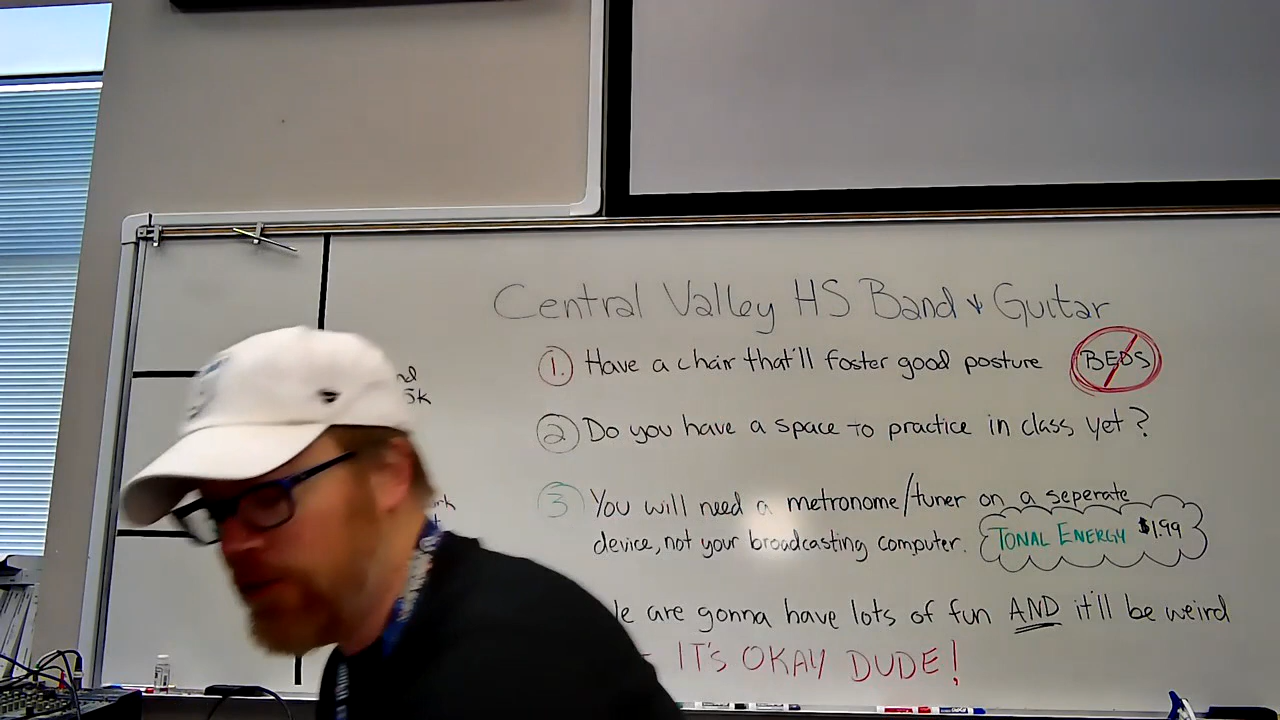 Central Valley HS Band & Guitar
1. Have a chair that'll foster good posture BEDS
2 Do you have a space to practice in class yet?
3 You will need a metronome/tuner on a seperate
device, not your broadcasting computer. TONAL ENERGY $1.99
are gonna have lots of fun AND it'll be weird
- IT'S OKAY DUDE!